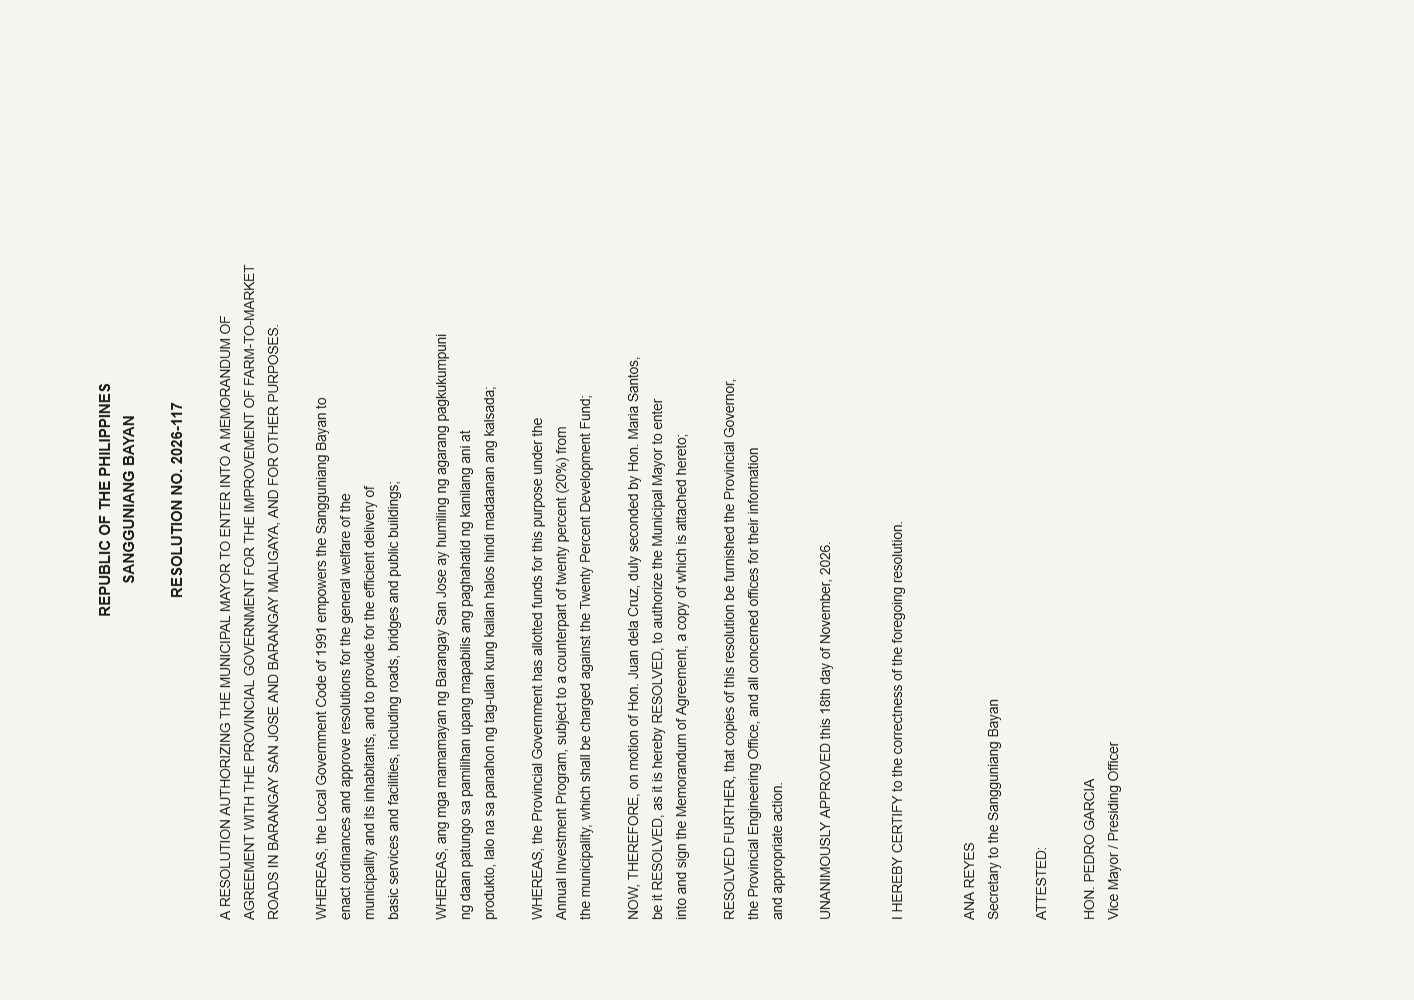 REPUBLIC OF THE PHILIPPINES
SANGGUNIANG BAYAN
RESOLUTION NO. 2026-117
A RESOLUTION AUTHORIZING THE MUNICIPAL MAYOR TO ENTER INTO A MEMORANDUM OF
AGREEMENT WITH THE PROVINCIAL GOVERNMENT FOR THE IMPROVEMENT OF FARM-TO-MARKET
ROADS IN BARANGAY SAN JOSE AND BARANGAY MALIGAYA, AND FOR OTHER PURPOSES.
WHEREAS, the Local Government Code of 1991 empowers the Sangguniang Bayan to
enact ordinances and approve resolutions for the general welfare of the
municipality and its inhabitants, and to provide for the efficient delivery of
basic services and facilities, including roads, bridges and public buildings;
WHEREAS, ang mga mamamayan ng Barangay San Jose ay humiling ng agarang pagkukumpuni
ng daan patungo sa pamilihan upang mapabilis ang paghahatid ng kanilang ani at
produkto, lalo na sa panahon ng tag-ulan kung kailan halos hindi madaanan ang kalsada;
WHEREAS, the Provincial Government has allotted funds for this purpose under the
Annual Investment Program, subject to a counterpart of twenty percent (20%) from
the municipality, which shall be charged against the Twenty Percent Development Fund;
NOW, THEREFORE, on motion of Hon. Juan dela Cruz, duly seconded by Hon. Maria Santos,
be it RESOLVED, as it is hereby RESOLVED, to authorize the Municipal Mayor to enter
into and sign the Memorandum of Agreement, a copy of which is attached hereto;
RESOLVED FURTHER, that copies of this resolution be furnished the Provincial Governor,
the Provincial Engineering Office, and all concerned offices for their information
and appropriate action.
UNANIMOUSLY APPROVED this 18th day of November, 2026.
I HEREBY CERTIFY to the correctness of the foregoing resolution.
ANA REYES
Secretary to the Sangguniang Bayan
ATTESTED:
HON. PEDRO GARCIA
Vice Mayor / Presiding Officer